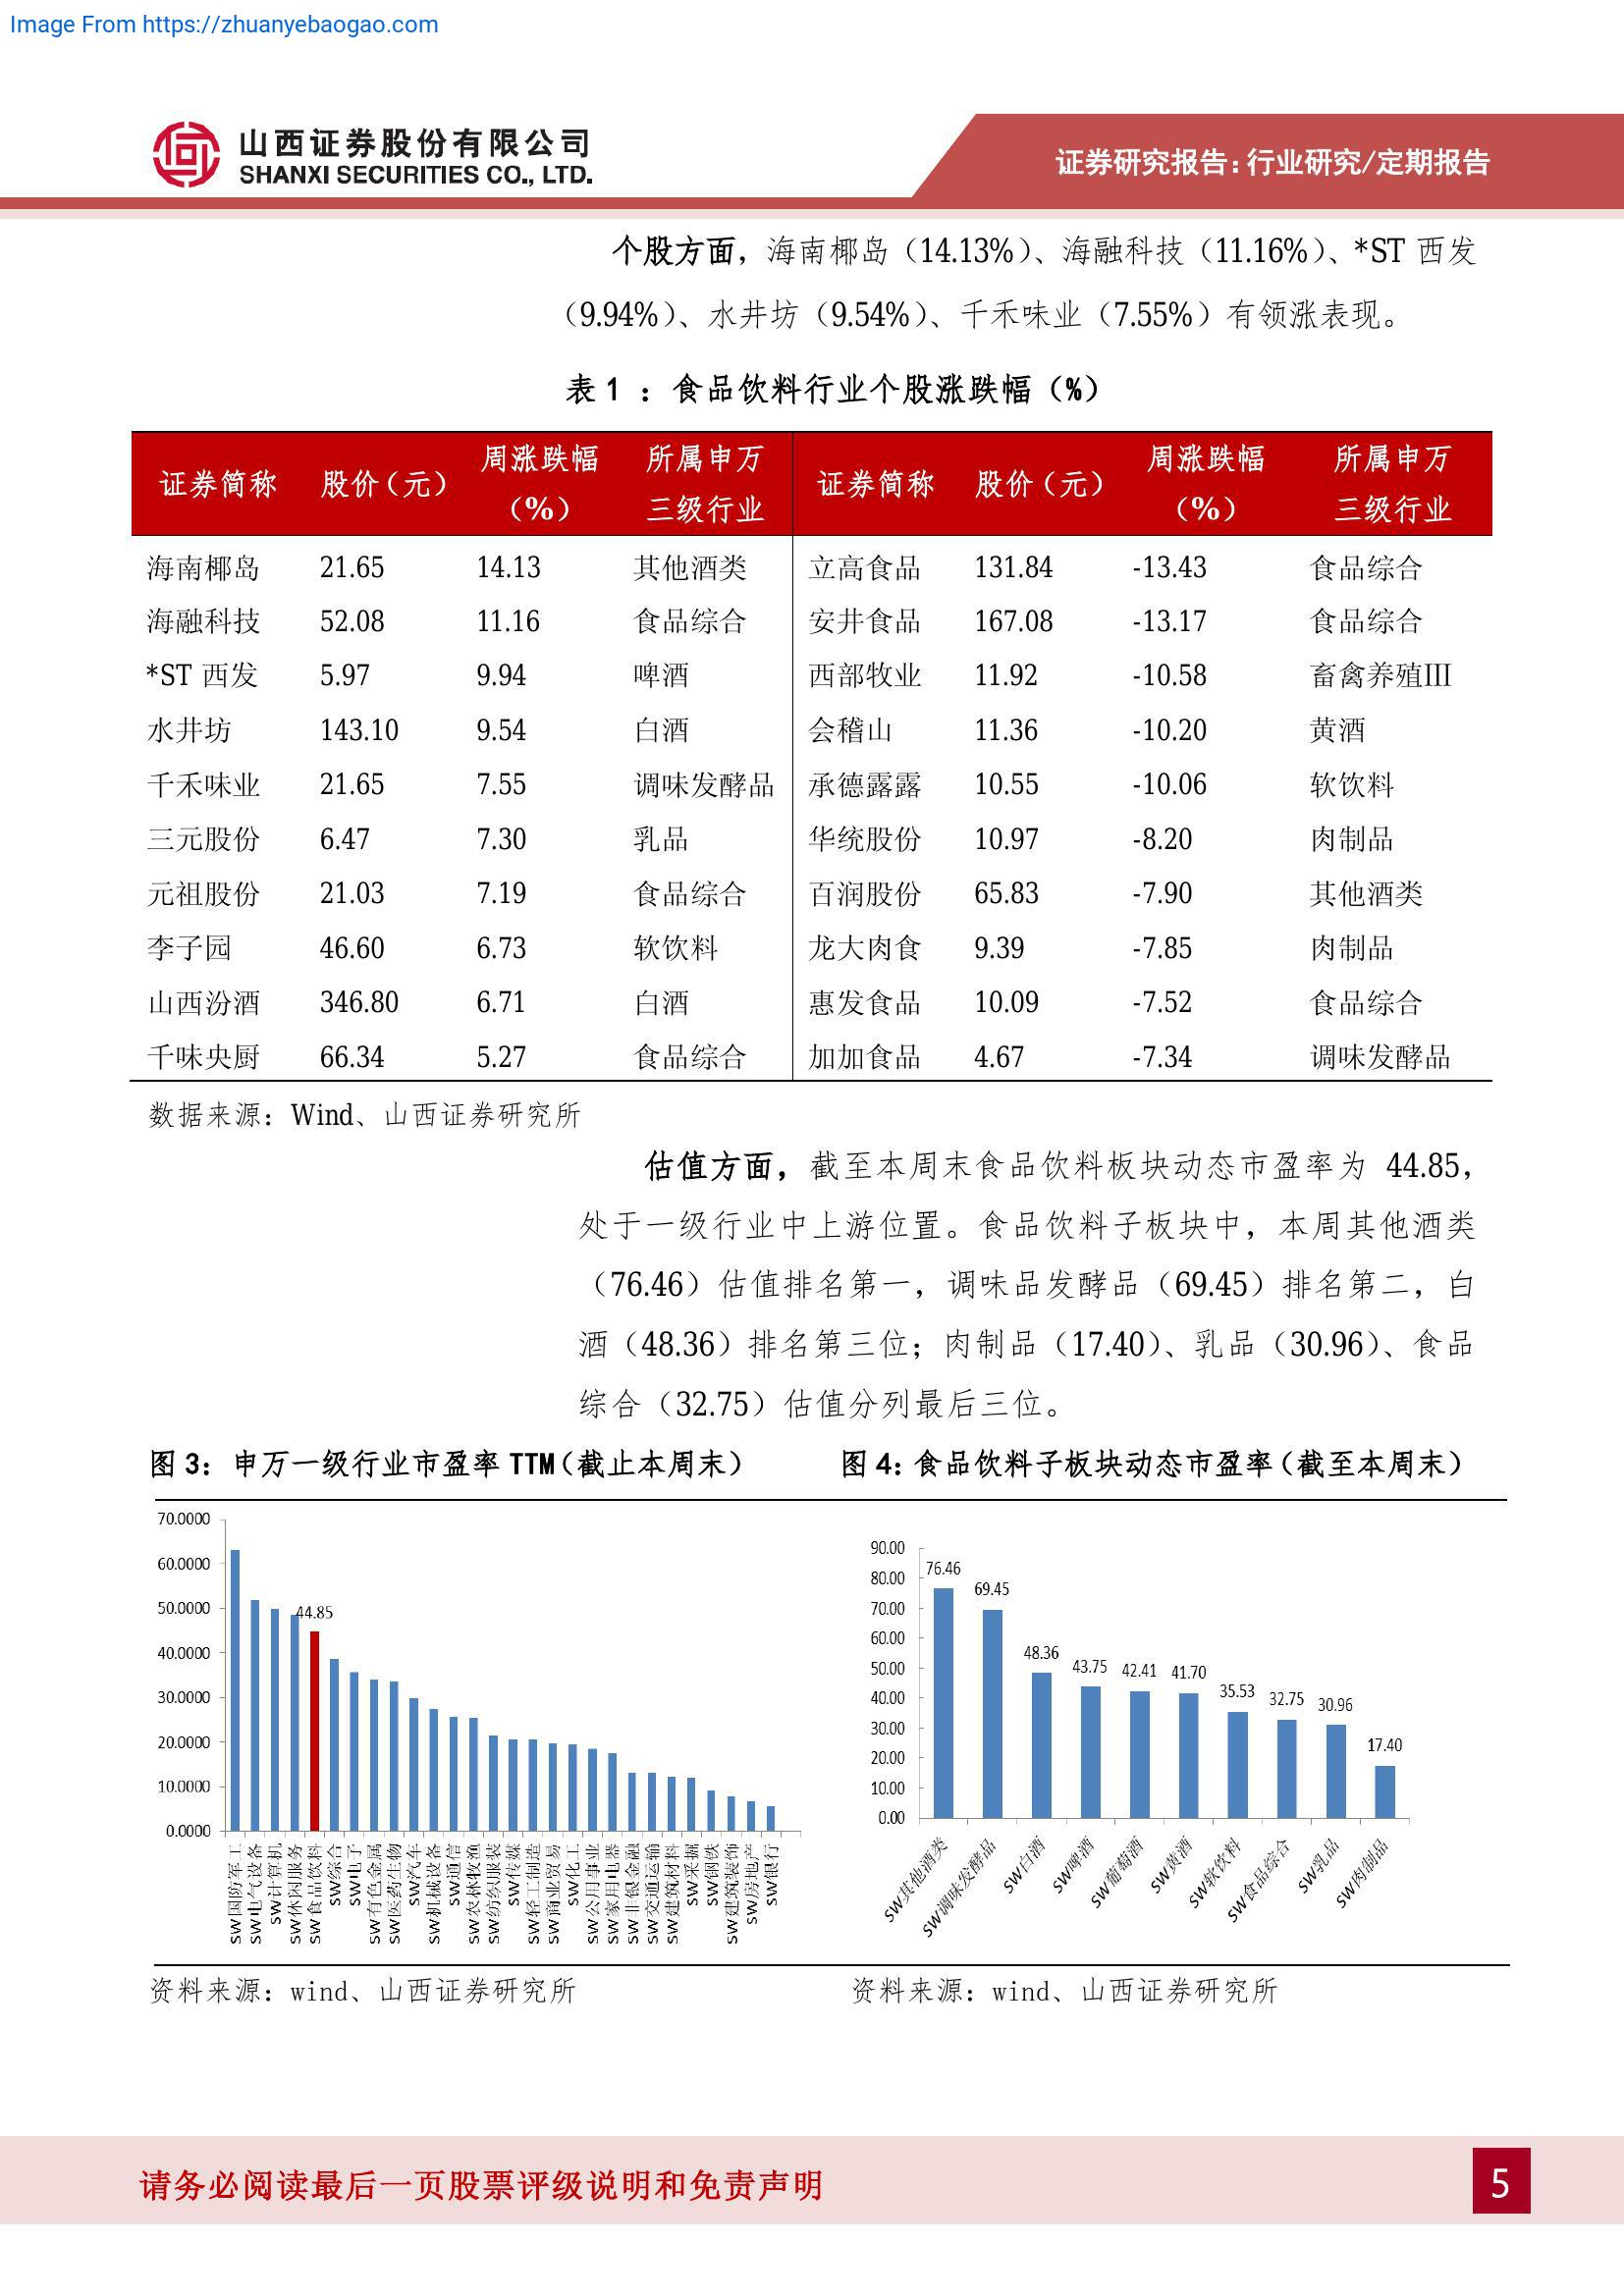 Image From https://zhuanyebaogao.com
山西证券股份有限公司
SHANXI SECURITIES CO., LTD.
证券研究报告：行业研究/定期报告
个股方面，海南椰岛（14.13%）、海融科技（11.16%）、*ST 西发
（9.94%）、水井坊（9.54%）、千禾味业（7.55%）有领涨表现。
表 1 ：食品饮料行业个股涨跌幅（%）
证券简称 股价（元） 周涨跌幅（%） 所属申万三级行业 证券简称 股价（元） 周涨跌幅（%） 所属申万三级行业
海南椰岛 21.65 14.13 其他酒类 立高食品 131.84 -13.43 食品综合
海融科技 52.08 11.16 食品综合 安井食品 167.08 -13.17 食品综合
*ST 西发 5.97 9.94 啤酒 西部牧业 11.92 -10.58 畜禽养殖Ⅲ
水井坊 143.10 9.54 白酒 会稽山 11.36 -10.20 黄酒
千禾味业 21.65 7.55 调味发酵品 承德露露 10.55 -10.06 软饮料
三元股份 6.47 7.30 乳品 华统股份 10.97 -8.20 肉制品
元祖股份 21.03 7.19 食品综合 百润股份 65.83 -7.90 其他酒类
李子园 46.60 6.73 软饮料 龙大肉食 9.39 -7.85 肉制品
山西汾酒 346.80 6.71 白酒 惠发食品 10.09 -7.52 食品综合
千味央厨 66.34 5.27 食品综合 加加食品 4.67 -7.34 调味发酵品
数据来源：Wind、山西证券研究所
估值方面，截至本周末食品饮料板块动态市盈率为 44.85，
处于一级行业中上游位置。食品饮料子板块中，本周其他酒类
（76.46）估值排名第一，调味品发酵品（69.45）排名第二，白
酒（48.36）排名第三位；肉制品（17.40）、乳品（30.96）、食品
综合（32.75）估值分列最后三位。
图 3：申万一级行业市盈率 TTM（截止本周末）
70.0000
60.0000
50.0000
40.0000
30.0000
20.0000
10.0000
0.0000
44.85
SW国防军工
SW电气设备
SW计算机
SW休闲服务
SW食品饮料
SW综合
SW电子
SW有色金属
SW医药生物
SW汽车
SW机械设备
SW通信
SW农林牧渔
SW纺织服装
SW传媒
SW轻工制造
SW商业贸易
SW化工
SW公用事业
SW家用电器
SW非银金融
SW交通运输
SW建筑材料
SW采掘
SW钢铁
SW建筑装饰
SW房地产
SW银行
资料来源：wind、山西证券研究所
图 4：食品饮料子板块动态市盈率（截至本周末）
90.00
80.00
70.00
60.00
50.00
40.00
30.00
20.00
10.00
0.00
76.46
69.45
48.36
43.75
42.41
41.70
35.53
32.75
30.96
17.40
SW其他酒类
SW调味发酵品
SW白酒
SW啤酒
SW葡萄酒
SW黄酒
SW软饮料
SW食品综合
SW乳品
SW肉制品
资料来源：wind、山西证券研究所
请务必阅读最后一页股票评级说明和免责声明
5